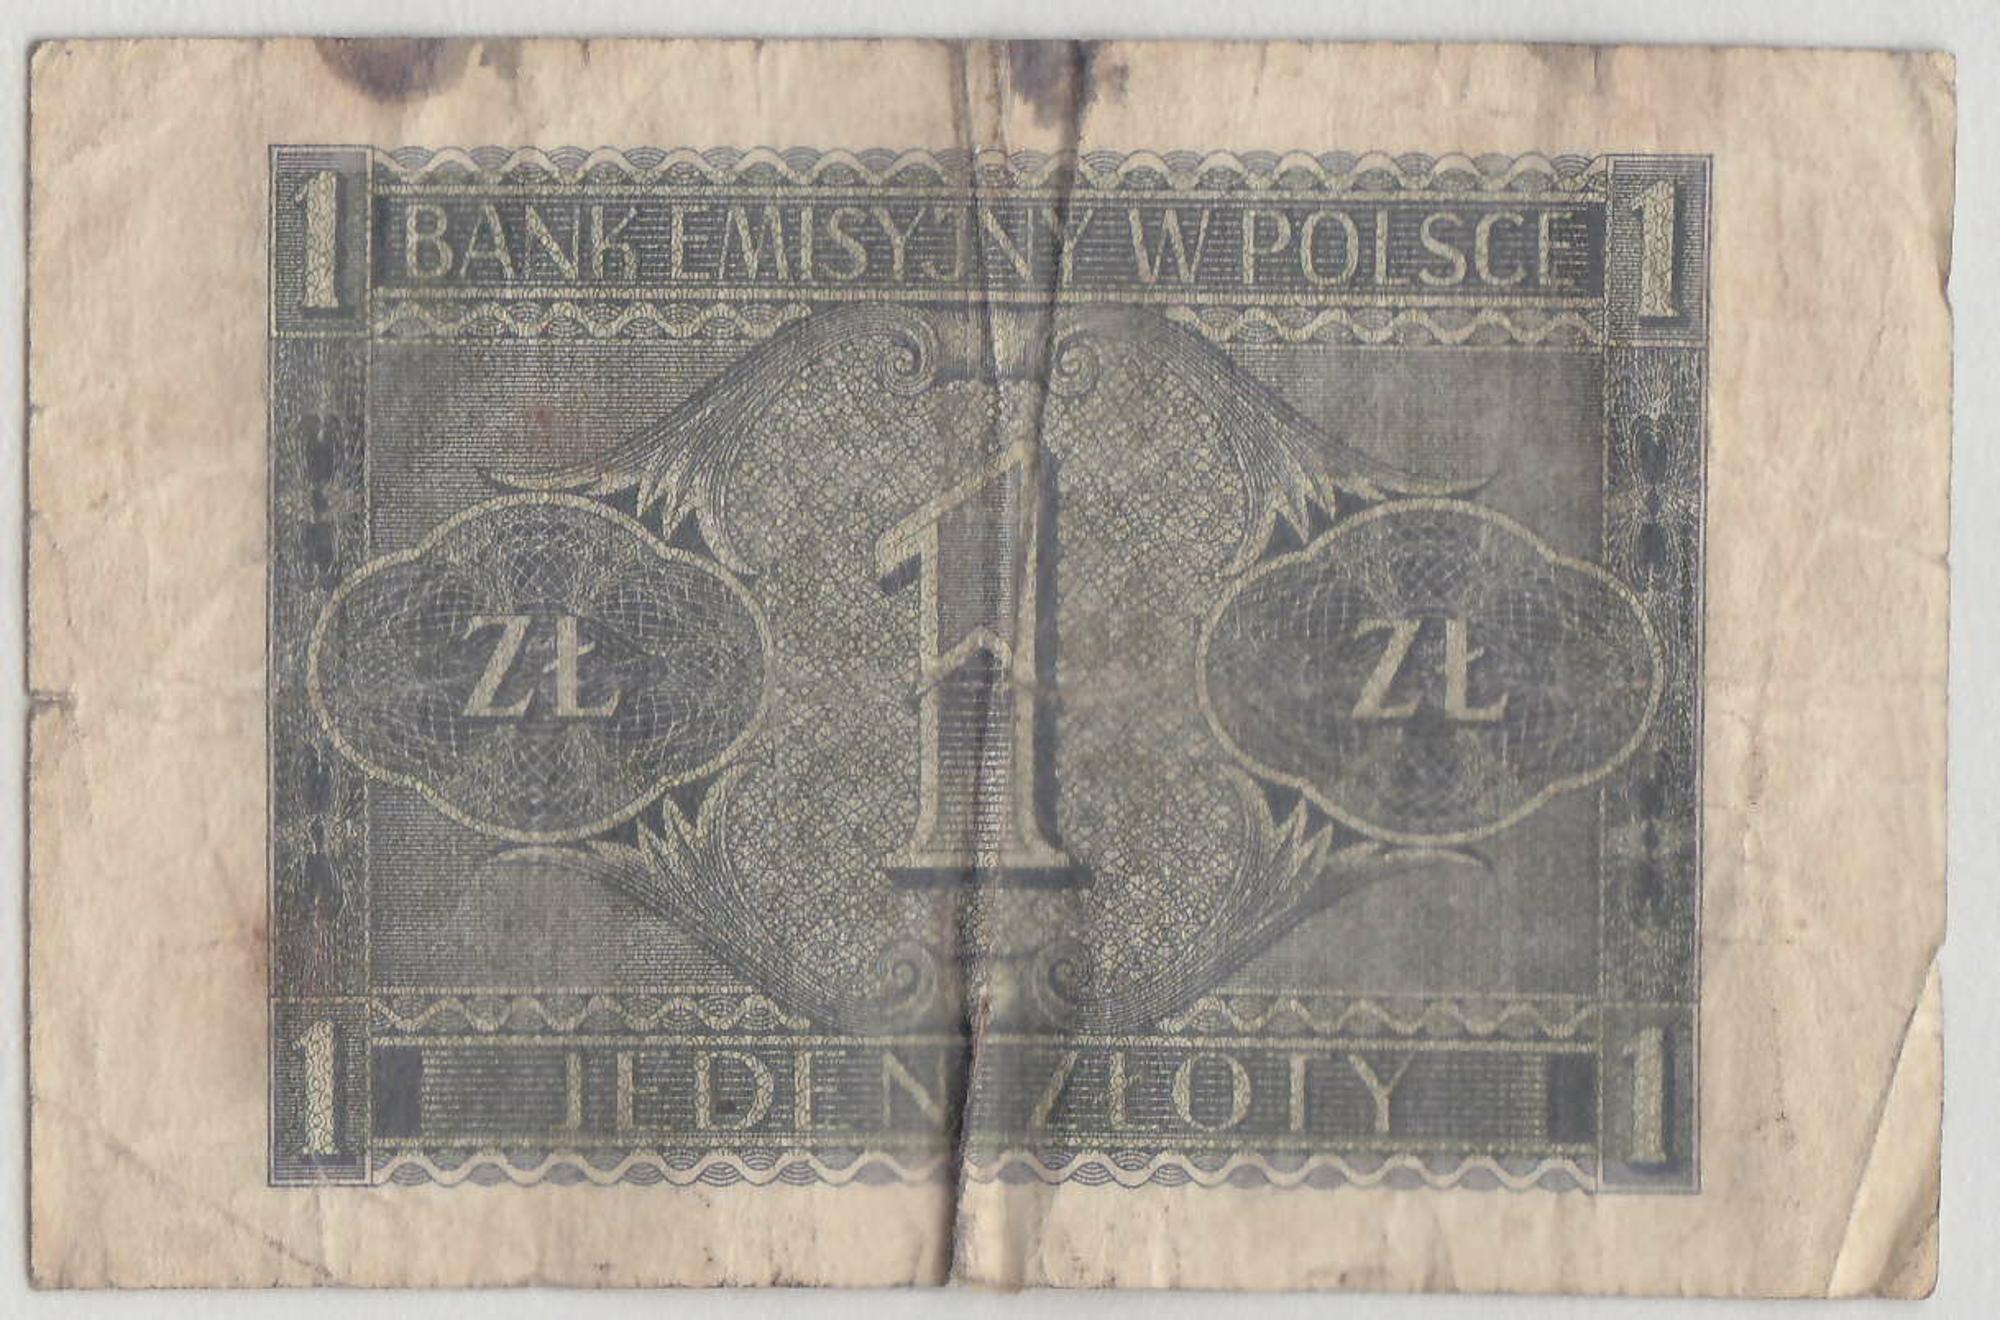 1 BANK EMISYJNY W POLSCE 1
ZŁ 1 ZŁ
1 JEDEN ZŁOTY 1